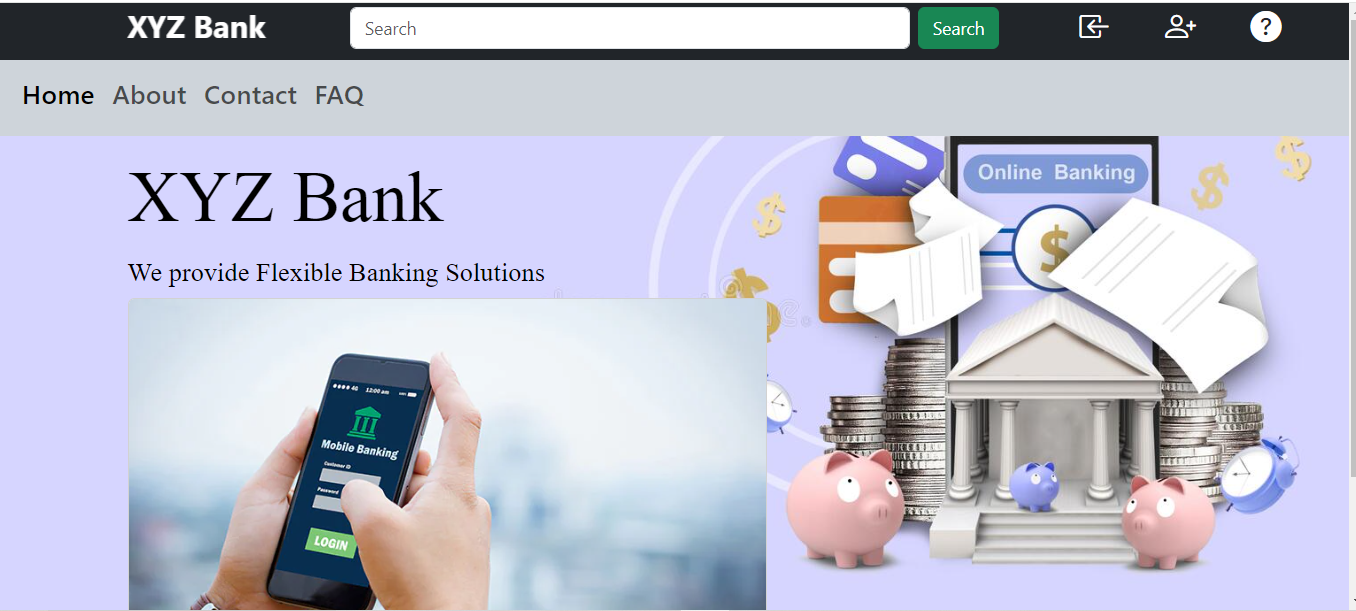 XYZ Bank
Search
Search
?
Home
About
Contact
FAQ
XYZ Bank
We provide Flexible Banking Solutions
Online Banking
4G
12:00 am
Mobile Banking
Customer ID
Password
LOGIN